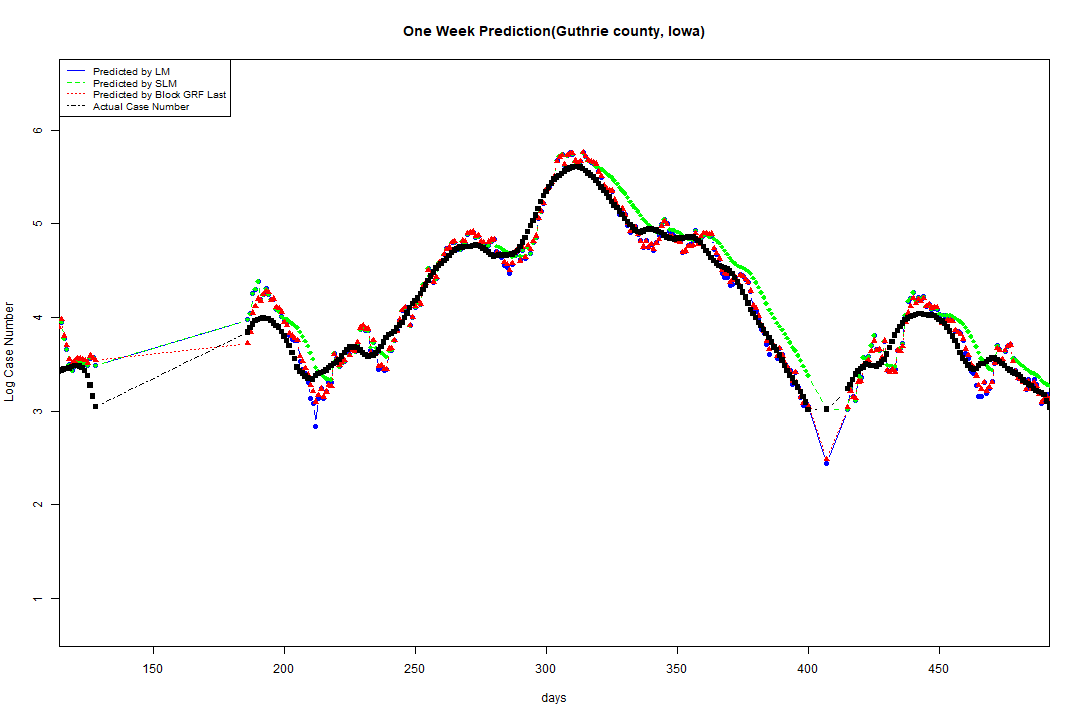 One Week Prediction(Guthrie county, Iowa)
Predicted by LM
Predicted by SLM
Predicted by Block GRF Last
Actual Case Number
6
5
4
3
2
1
Log Case Number
150 200 250 300 350 400 450
days